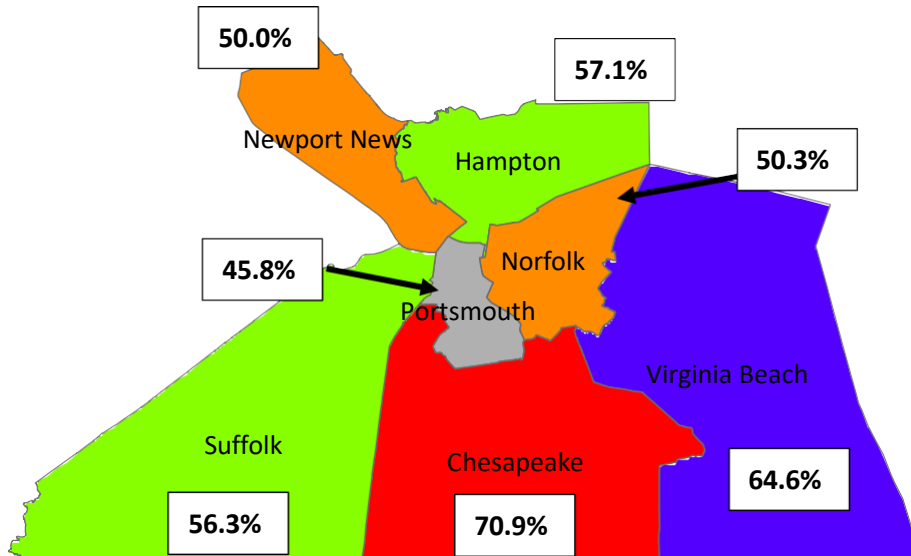 50.0%
57.1%
Newport News
Hampton
50.3%
45.8%
Norfolk
Portsmouth
Virginia Beach
Suffolk
Chesapeake
64.6%
56.3%
70.9%